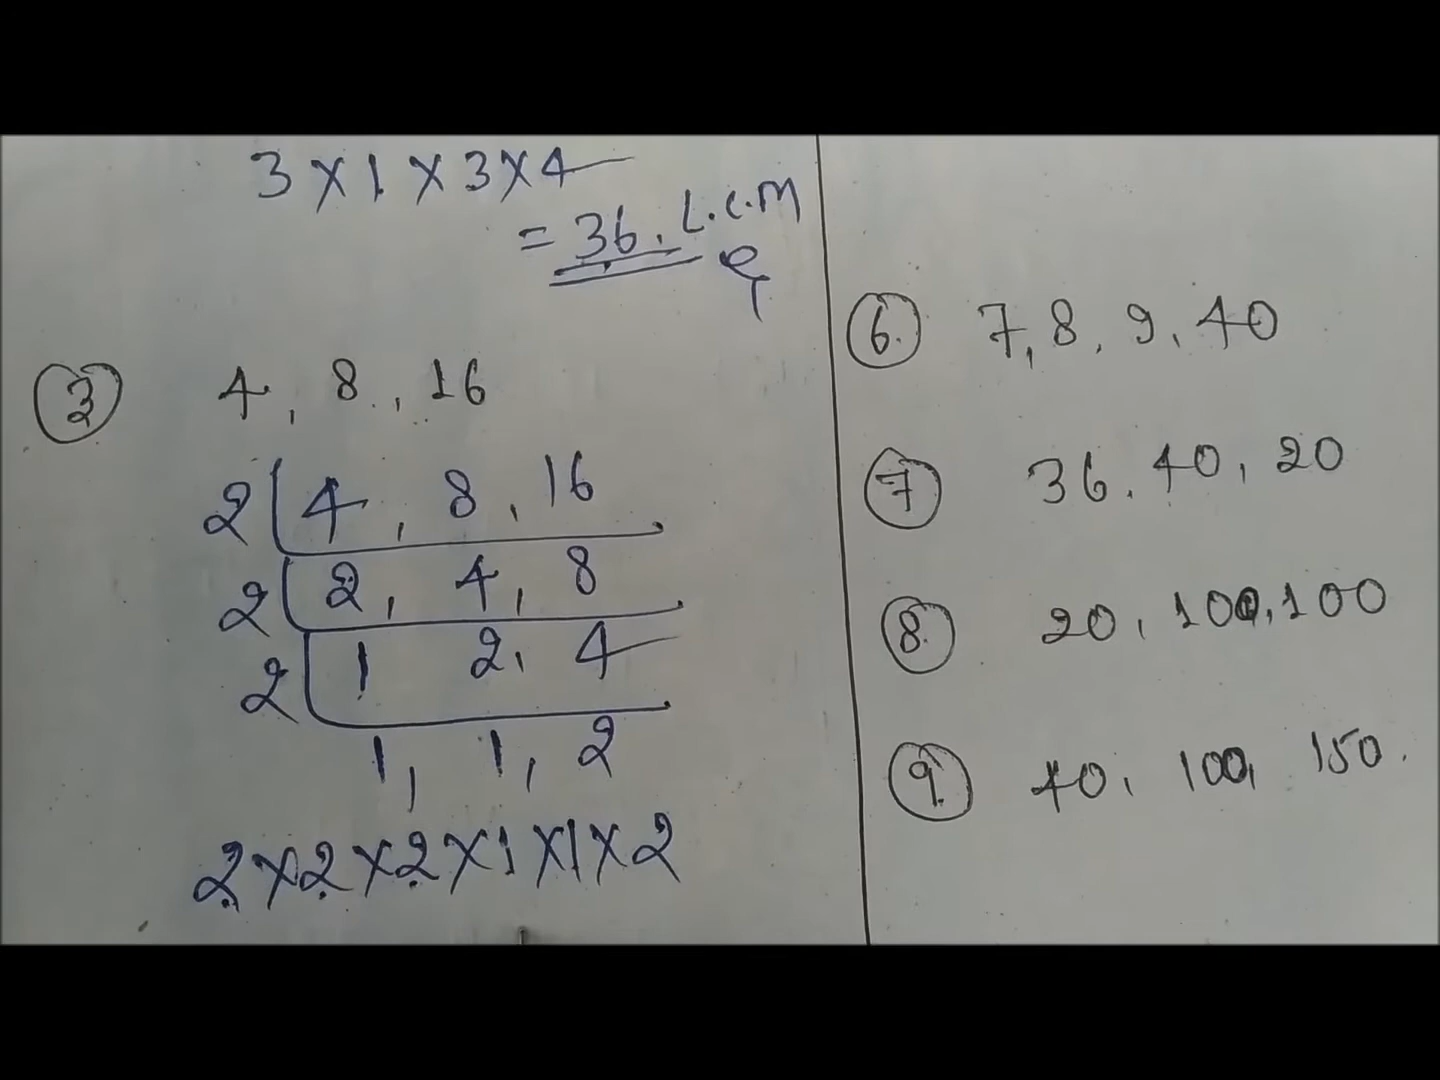 3 × 1 × 3 × 4
= 36. L.C.M
③ 4, 8, 16
2 | 4, 8, 16
2 | 2, 4, 8
2 | 1 2, 4
1, 1, 2
2×2×2×1×1×2
⑥ 7, 8, 9, 40
⑦ 36, 40, 20
⑧ 20, 100, 100
⑨ 40, 100, 150.